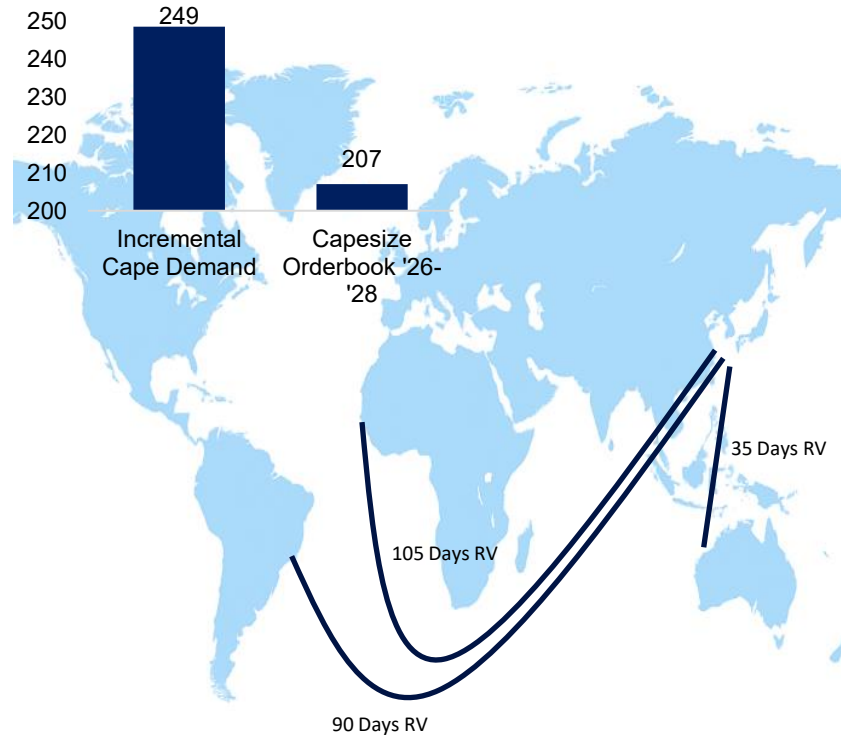 250
240
230
220
210
200
249
207
Incremental
Cape Demand
Capesize
Orderbook '26-
'28
35 Days RV
105 Days RV
90 Days RV